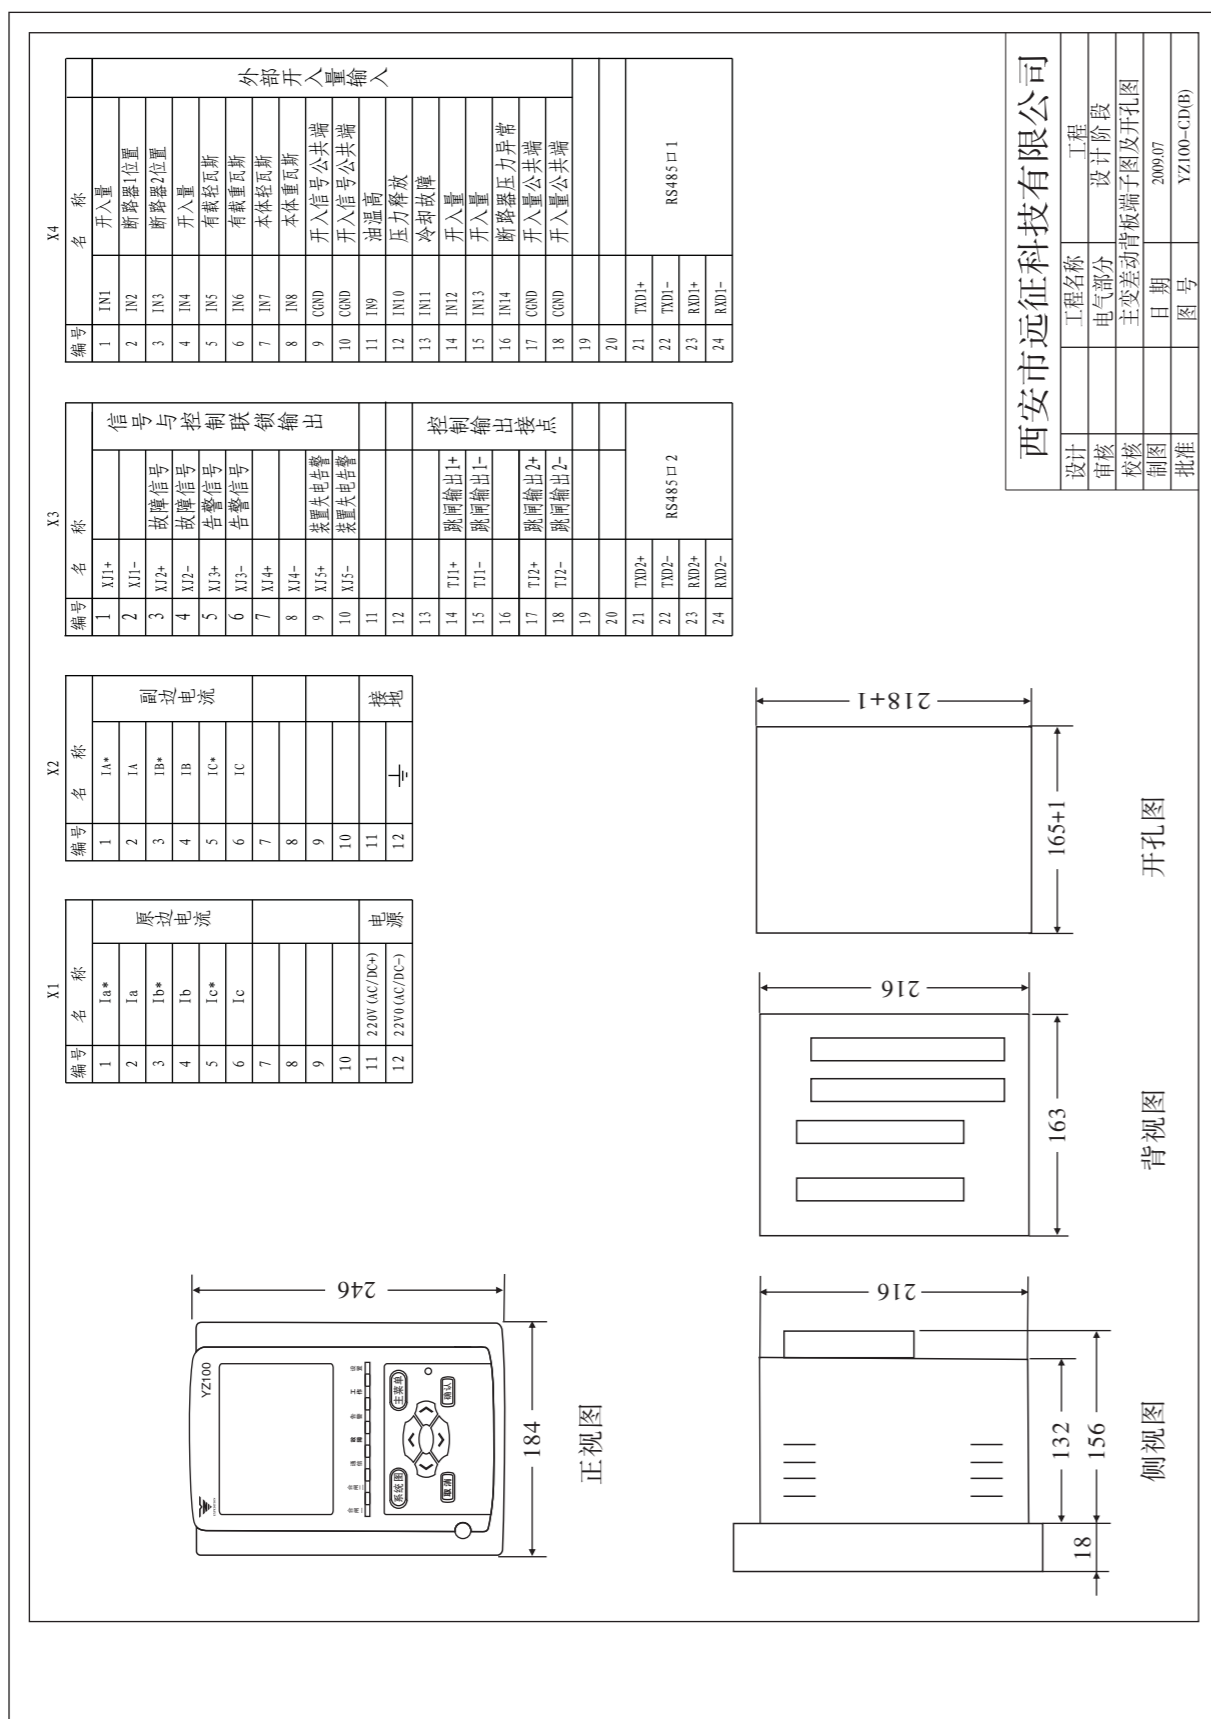 X1
编号 名 称
1 Ia* 原边电流
2 Ia
3 Ib*
4 Ib
5 Ic*
6 Ic
7
8
9
10
11 220V(AC/DC+) 电源
12 22V0(AC/DC-)
X2
编号 名 称
1 IA* 副边电流
2 IA
3 IB*
4 IB
5 IC*
6 IC
7
8
9
10
11 接地
12
X3
编号 名 称
1 XJ1+ 信号与控制联锁输出
2 XJ1-
3 XJ2+ 故障信号
4 XJ2- 故障信号
5 XJ3+ 告警信号
6 XJ3- 告警信号
7 XJ4+
8 XJ4-
9 XJ5+ 装置失电告警
10 XJ5- 装置失电告警
11
12
13 控制输出接点
14 TJ1+ 跳闸输出1+
15 TJ1- 跳闸输出1-
16
17 TJ2+ 跳闸输出2+
18 TJ2- 跳闸输出2-
19
20
21 TXD2+ RS485口2
22 TXD2-
23 RXD2+
24 RXD2-
X4
编号 名 称
1 IN1 开入量 外部开入量输入
2 IN2 断路器1位置
3 IN3 断路器2位置
4 IN4 开入量
5 IN5 有载轻瓦斯
6 IN6 有载重瓦斯
7 IN7 本体轻瓦斯
8 IN8 本体重瓦斯
9 CGND 开入信号公共端
10 CGND 开入信号公共端
11 IN9 油温高
12 IN10 压力释放
13 IN11 冷却故障
14 IN12 开入量
15 IN13 开入量
16 IN14 断路器压力异常
17 CGND 开入量公共端
18 CGND 开入量公共端
19
20
21 TXD1+ RS485口1
22 TXD1-
23 RXD1+
24 RXD1-
YZ100
系统图
主菜单
取消
确认
246
184
正视图
216
132
156
18
侧视图
216
163
背视图
218+1
165+1
开孔图
西安市远征科技有限公司
设计 工程名称 工程
审核 电气部分 设计阶段
校核 主变差动背板端子图及开孔图
制图 日 期 2009.07
批准 图 号 YZ100-CD(B)